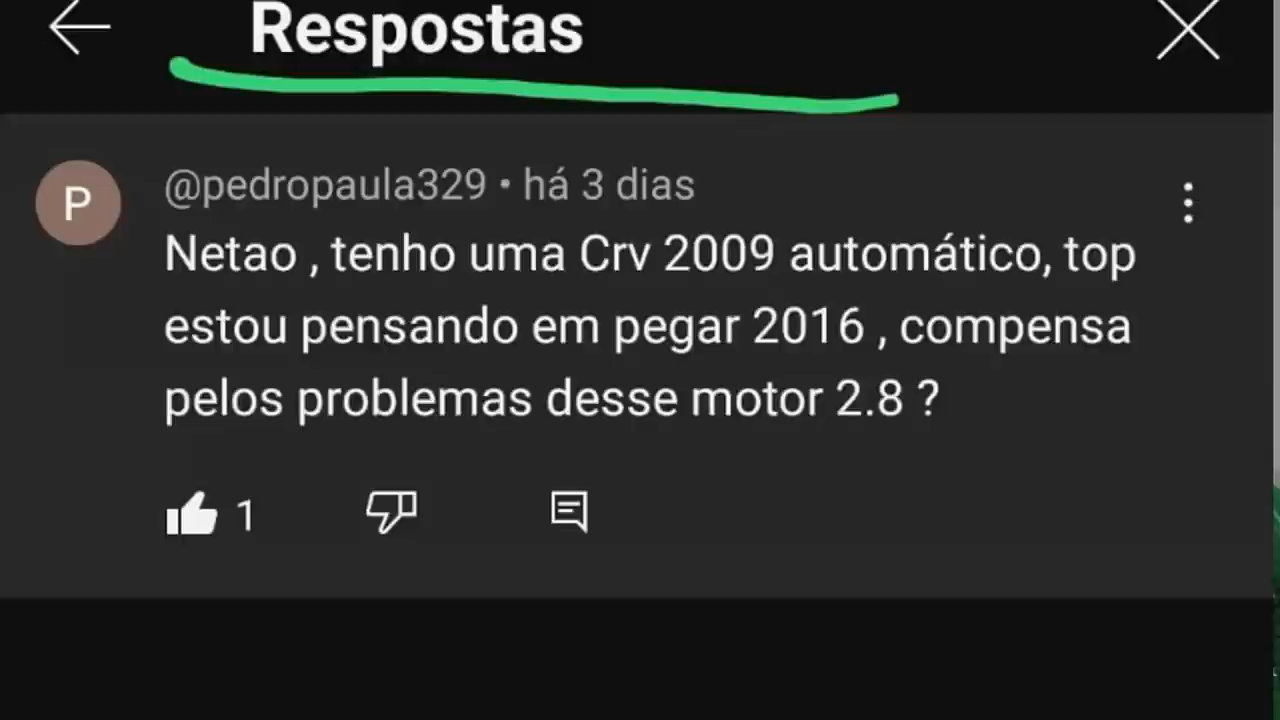 Respostas
P
@pedropaula329 • há 3 dias
Netao , tenho uma Crv 2009 automático, top
estou pensando em pegar 2016 , compensa
pelos problemas desse motor 2.8 ?
1